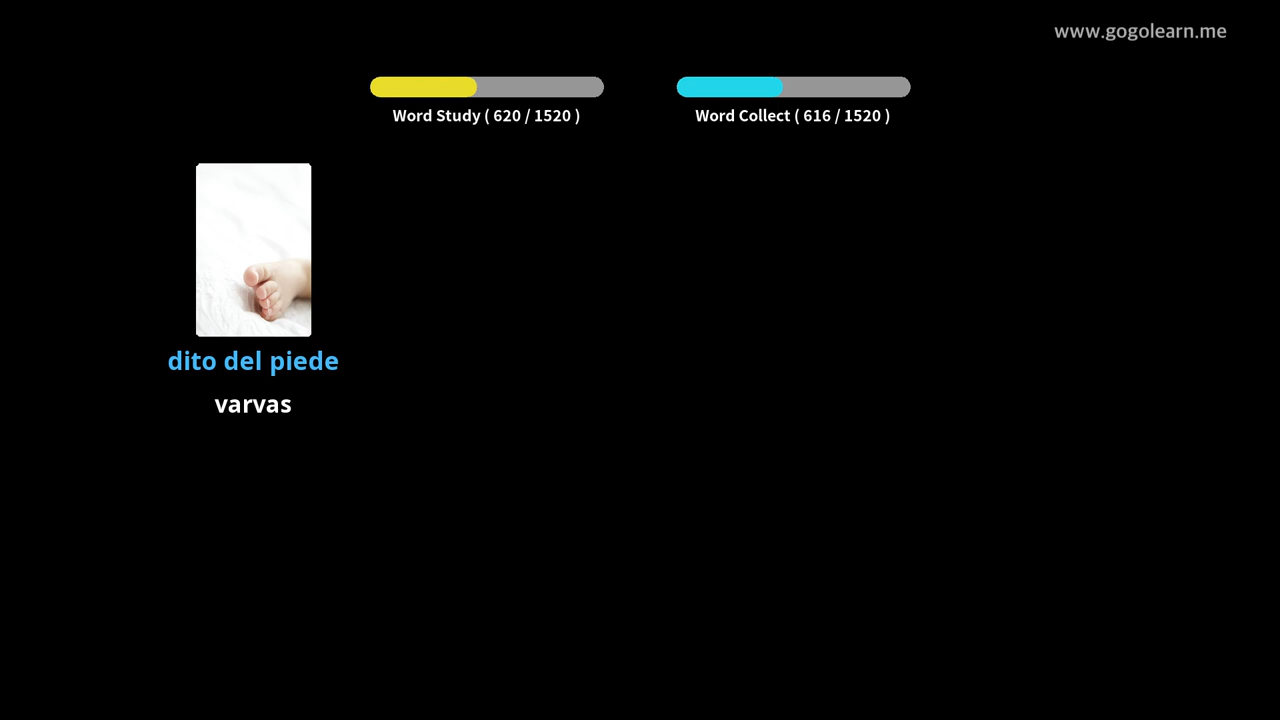 www.gogolearn.me
Word Study ( 620 / 1520 )
Word Collect ( 616 / 1520 )
dito del piede
varvas